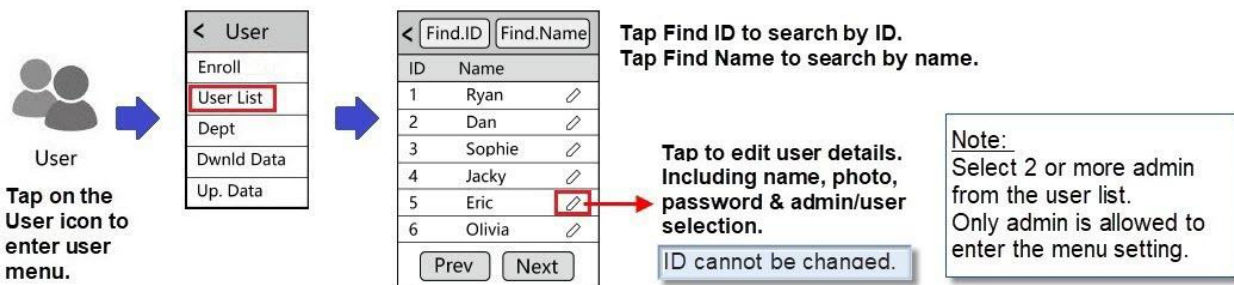 User
Tap on the
User icon to
enter user
menu.
< User
Enroll
User List
Dept
Dwnld Data
Up. Data
< Find.ID Find.Name
ID Name
1 Ryan
2 Dan
3 Sophie
4 Jacky
5 Eric
6 Olivia
Prev Next
Tap Find ID to search by ID.
Tap Find Name to search by name.
Tap to edit user details.
Including name, photo,
password & admin/user
selection.
ID cannot be changed.
Note:
Select 2 or more admin
from the user list.
Only admin is allowed to
enter the menu setting.